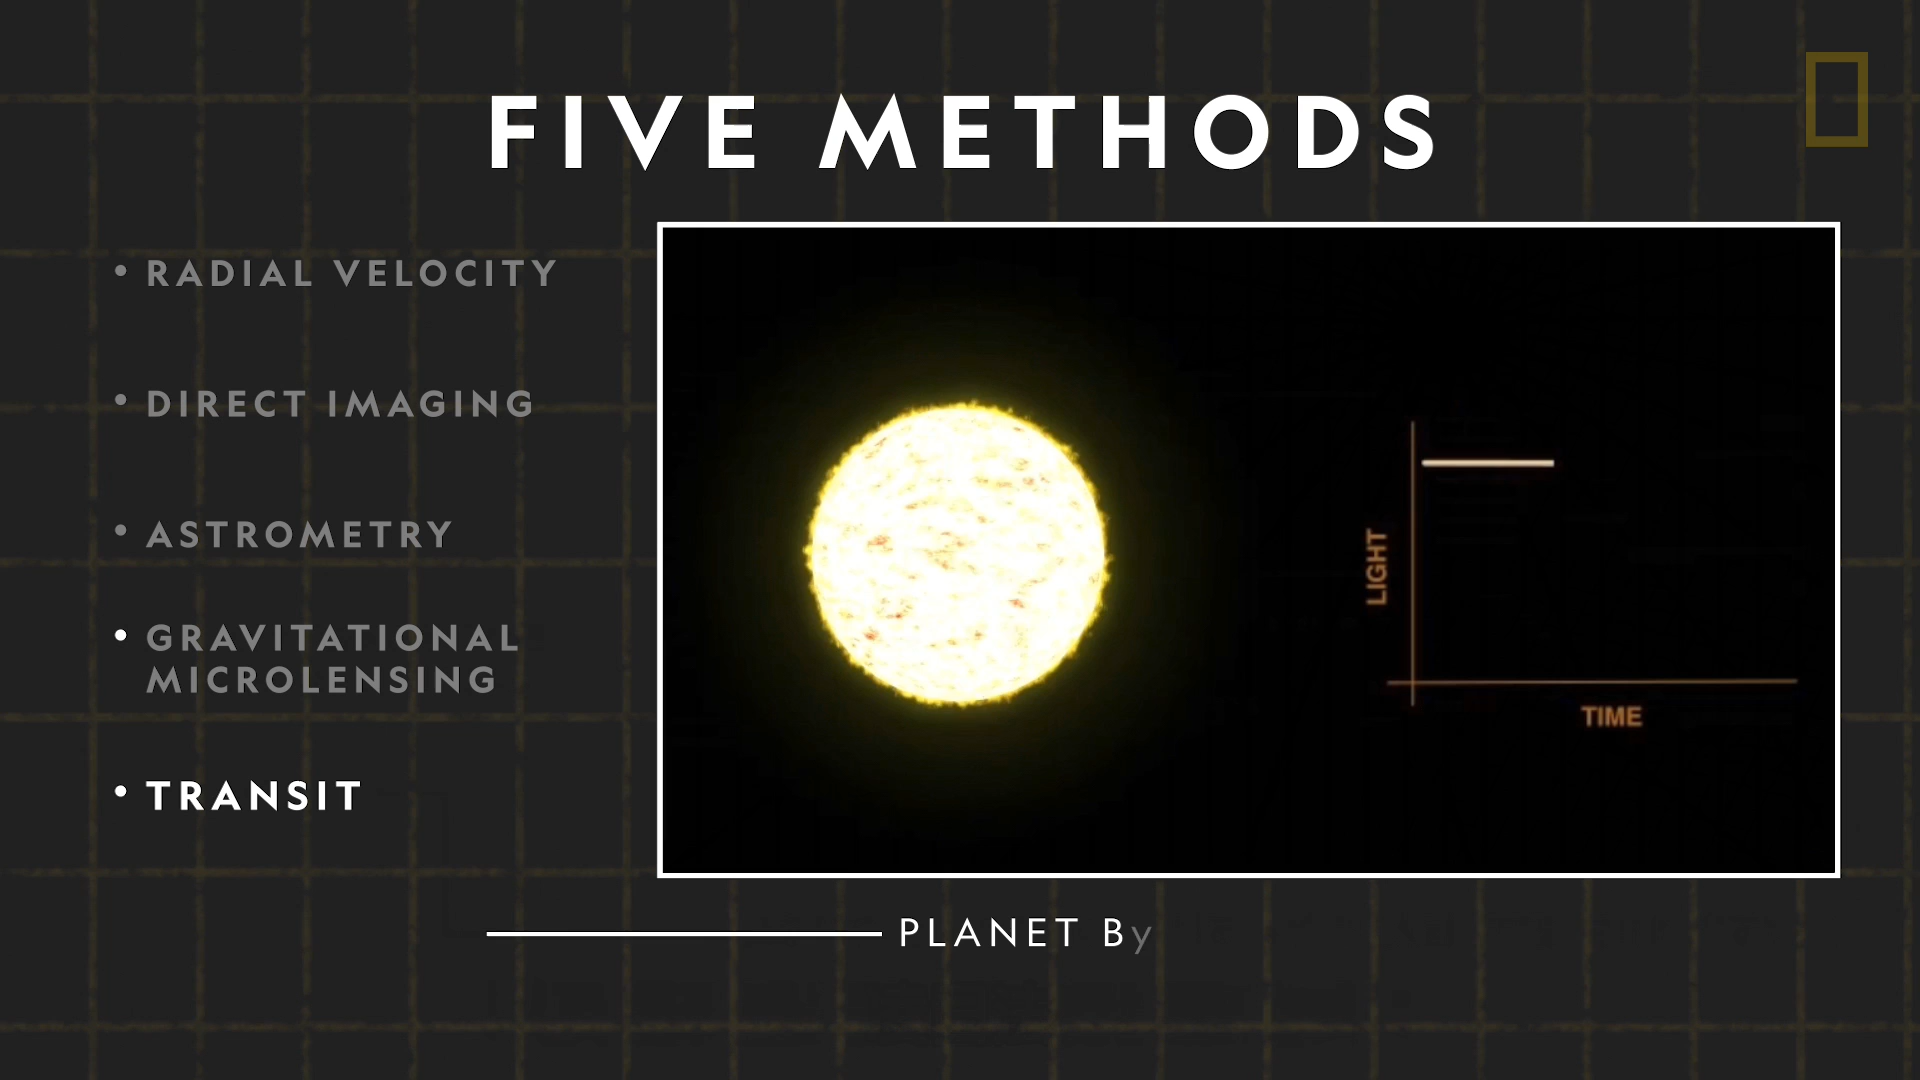 FIVE METHODS
• RADIAL VELOCITY
• DIRECT IMAGING
• ASTROMETRY
• GRAVITATIONAL
MICROLENSING
• TRANSIT
LIGHT
TIME
PLANET By